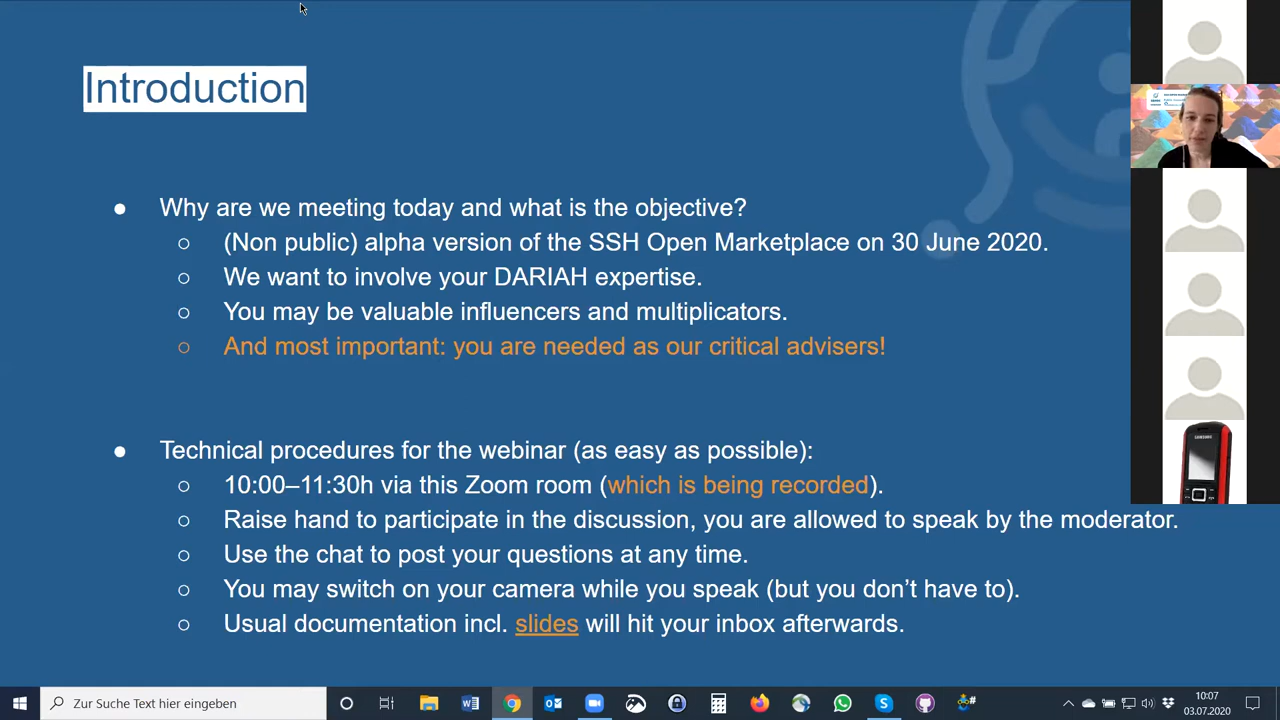 Introduction
● Why are we meeting today and what is the objective?
○ (Non public) alpha version of the SSH Open Marketplace on 30 June 2020.
○ We want to involve your DARIAH expertise.
○ You may be valuable influencers and multiplicators.
○ And most important: you are needed as our critical advisers!
● Technical procedures for the webinar (as easy as possible):
○ 10:00–11:30h via this Zoom room (which is being recorded).
○ Raise hand to participate in the discussion, you are allowed to speak by the moderator.
○ Use the chat to post your questions at any time.
○ You may switch on your camera while you speak (but you don’t have to).
○ Usual documentation incl. slides will hit your inbox afterwards.
SAMSUNG
Zur Suche Text hier eingeben
10:07
03.07.2020